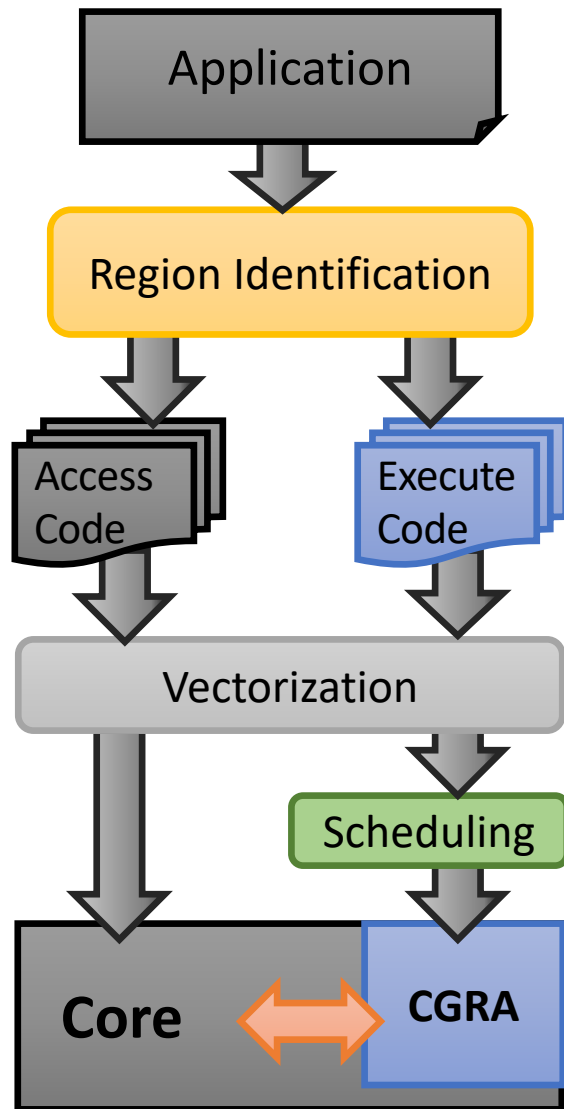 Application
Region Identification
Access
Code
Execute
Code
Vectorization
Scheduling
Core
CGRA